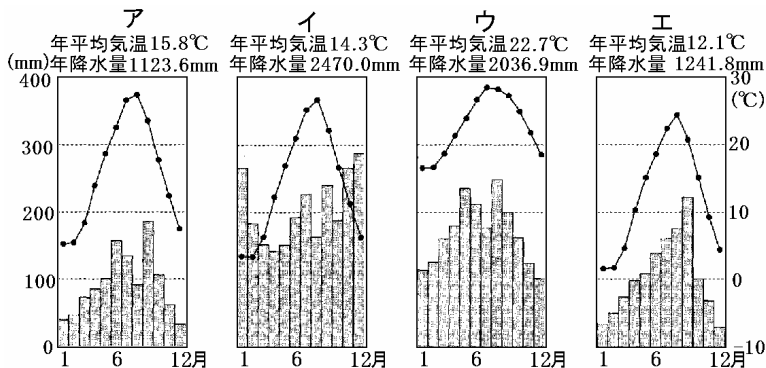 ア イ ウ エ
年平均気温15.8℃ 年平均気温14.3℃ 年平均気温22.7℃ 年平均気温12.1℃
(mm) 年降水量1123.6mm 年降水量2470.0mm 年降水量2036.9mm 年降水量 1241.8mm
400 30
(℃)
300 20
200 10
100 0
0 -10
1 6 12月 1 6 12月 1 6 12月 1 6 12月